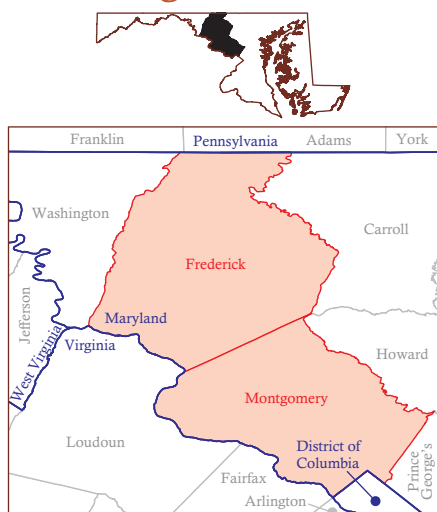 Franklin
Pennsylvania
Adams
York
Washington
Carroll
Frederick
Jefferson
Maryland
West Virginia
Virginia
Howard
Montgomery
Loudoun
District of
Columbia
Prince
George's
Fairfax
Arlington